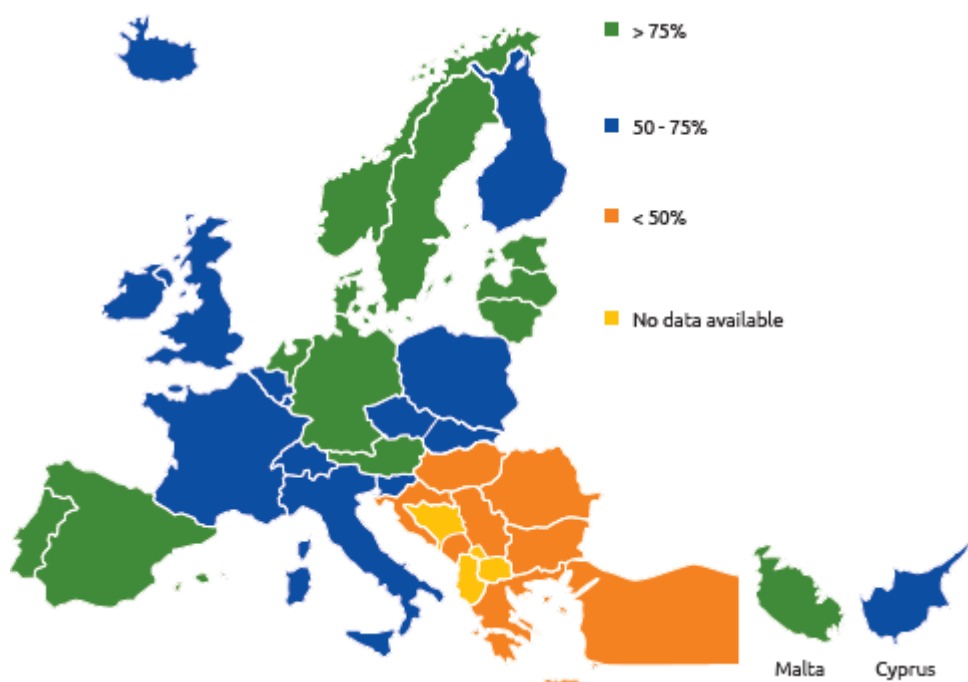 > 75%
50 - 75%
< 50%
No data available
Malta
Cyprus